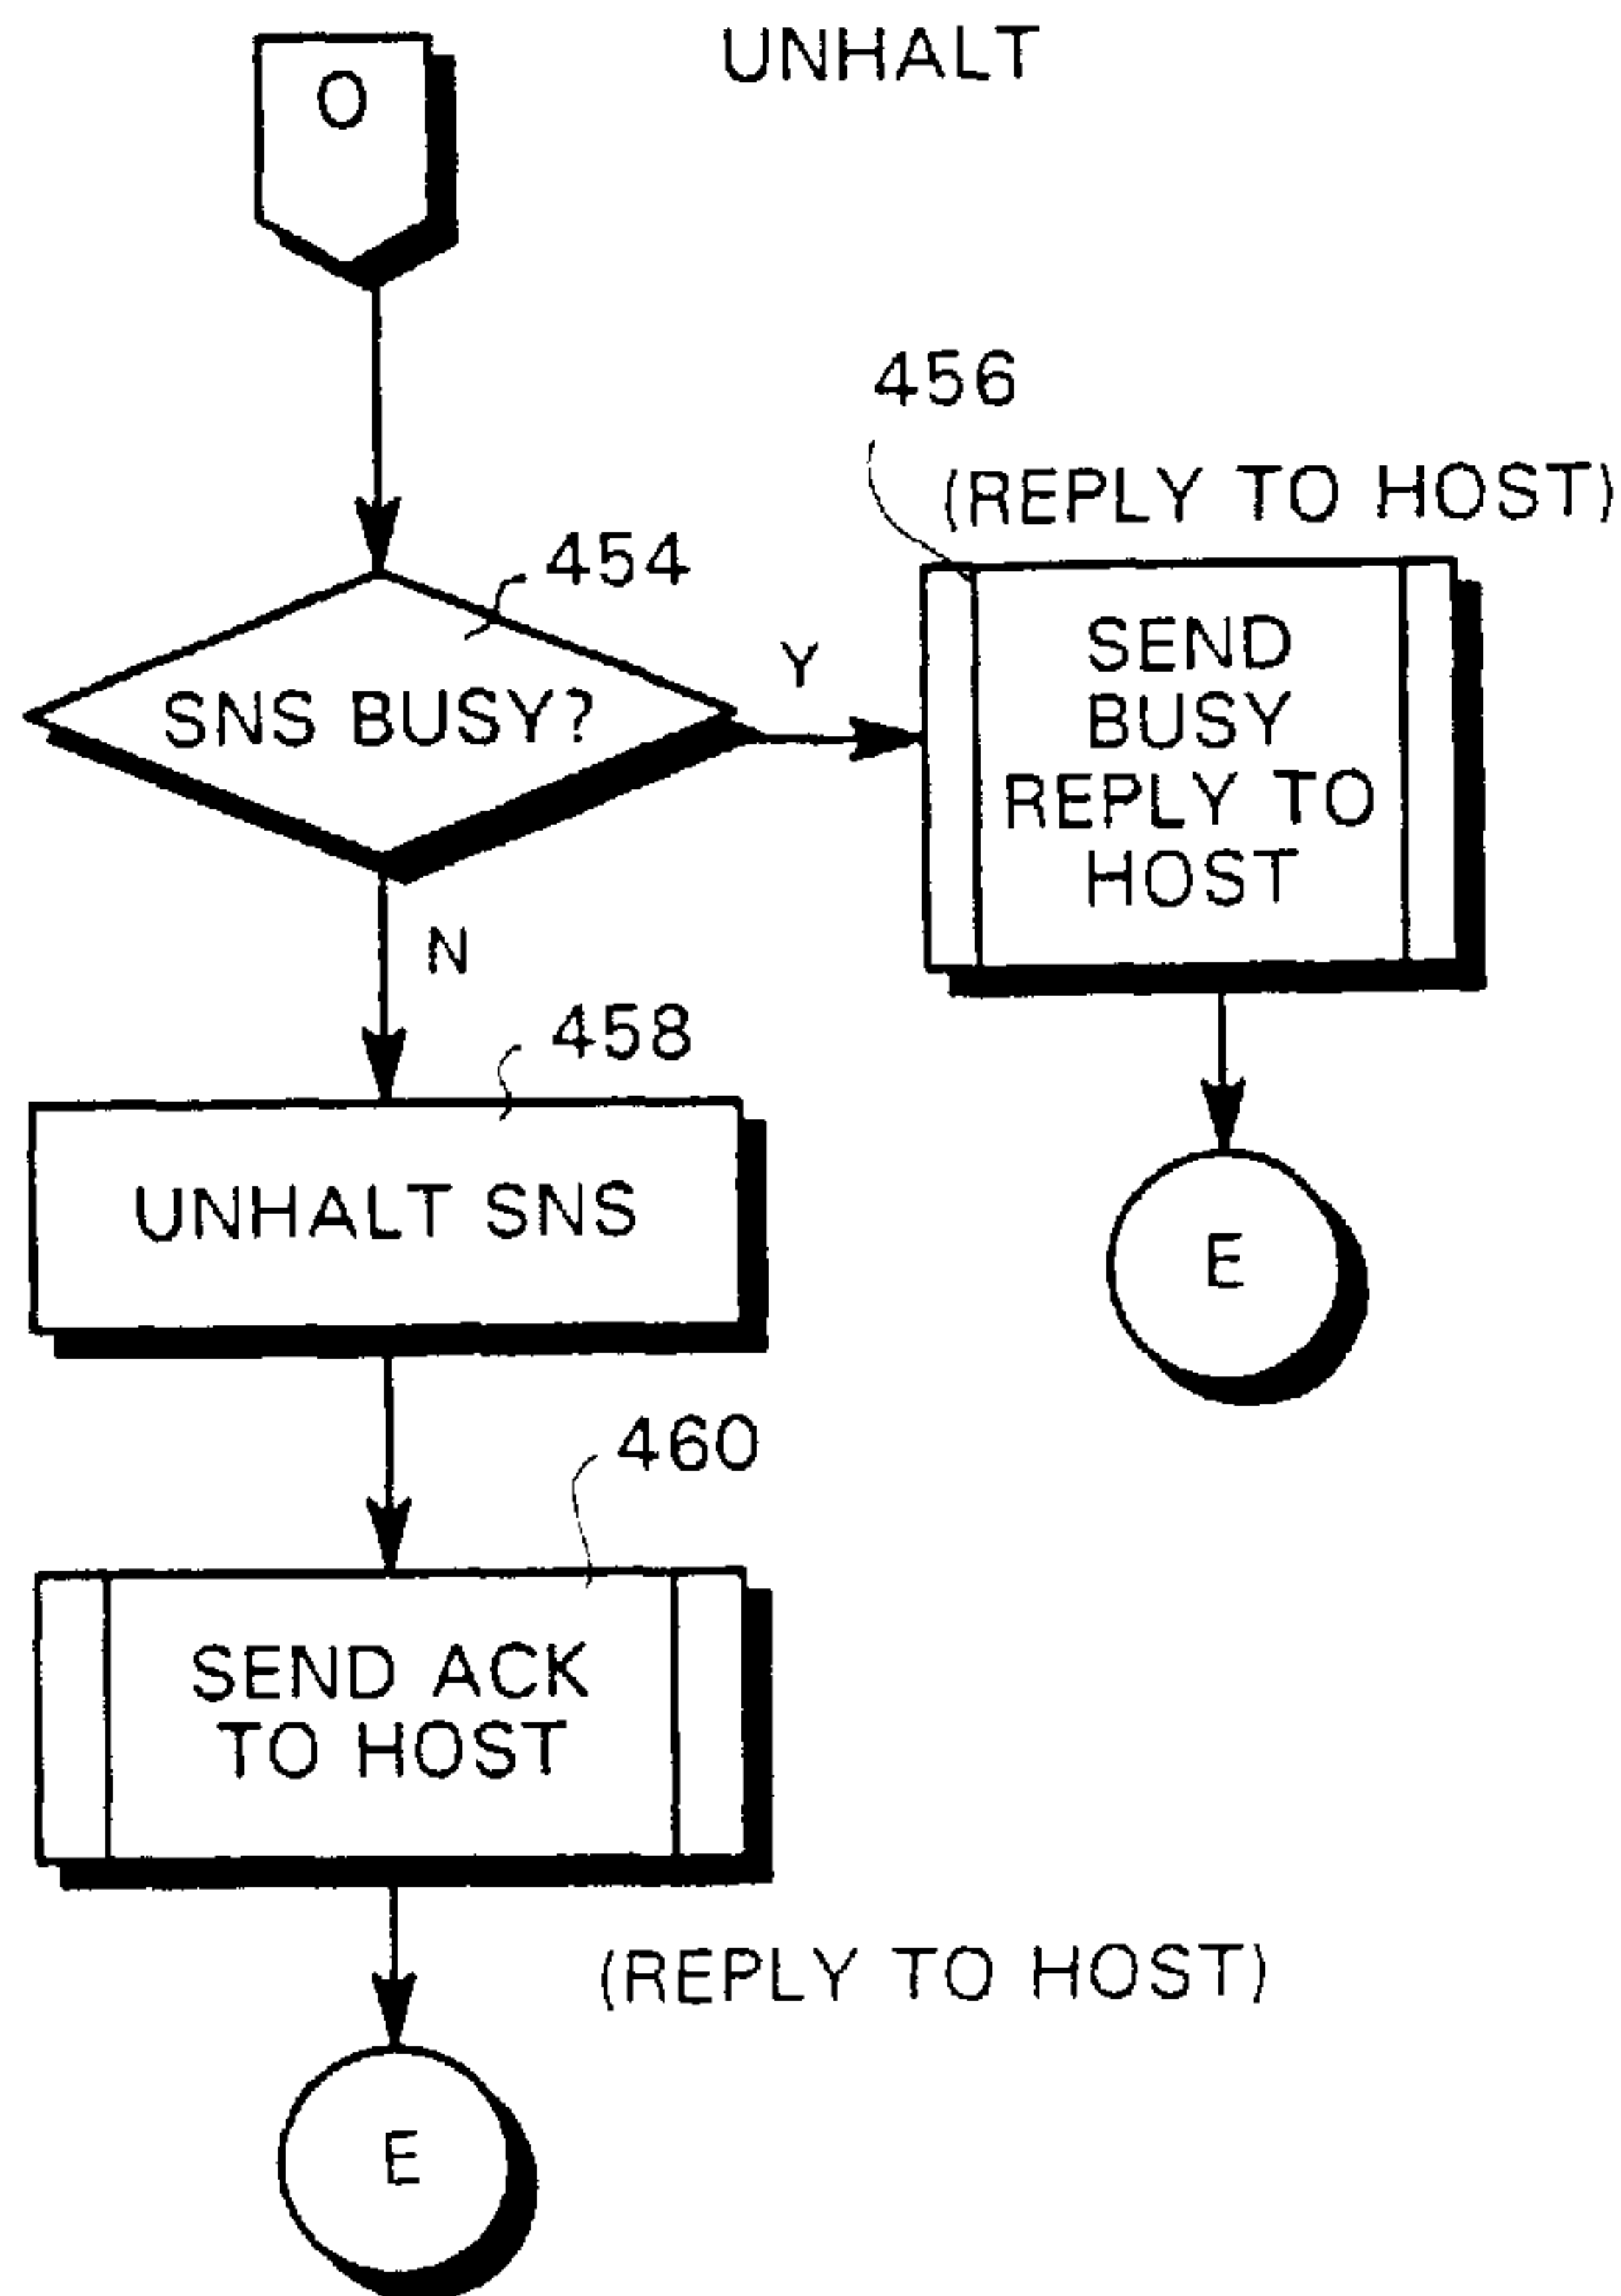 UNHALT
O
456
(REPLY TO HOST)
454
SNS BUSY?
Y
SEND
BUSY
REPLY TO
HOST
N
458
UNHALT SNS
E
460
SEND ACK
TO HOST
(REPLY TO HOST)
E